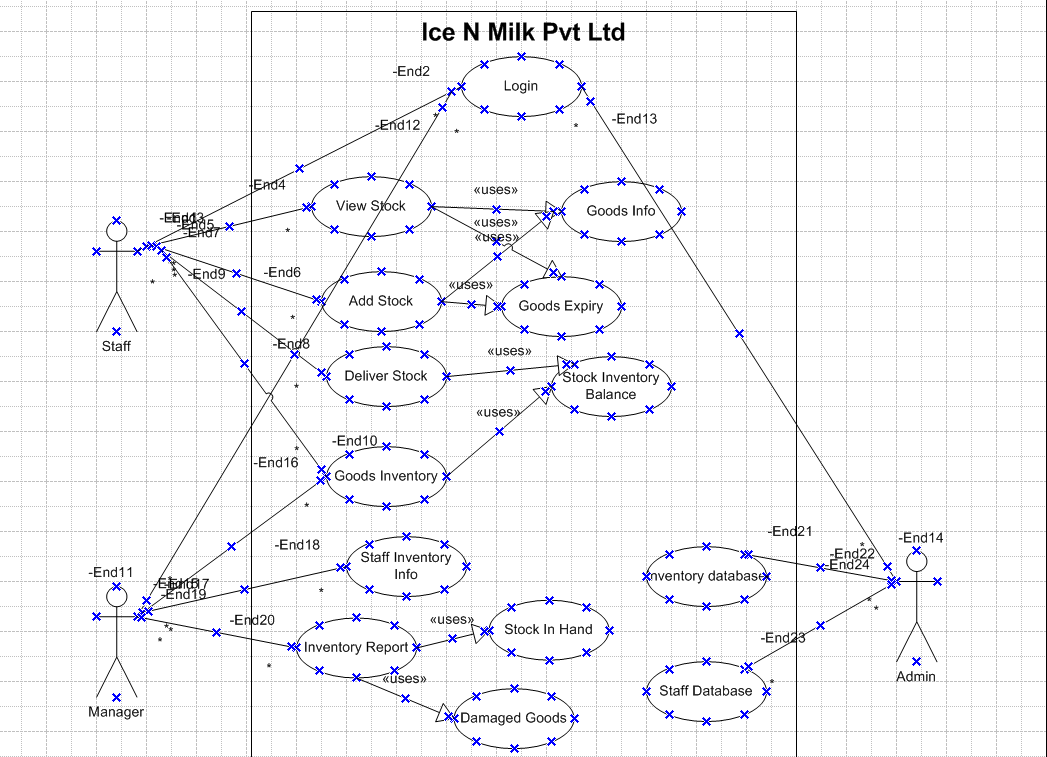 Ice N Milk Pvt Ltd
-End2
Login
-End12
-End13
-End4
«uses»
View Stock
Goods Info
«uses»
-End5
-End7
«uses»
-End9
-End6
«uses»
Add Stock
Goods Expiry
Staff
-End8
«uses»
Deliver Stock
Stock Inventory
Balance
«uses»
-End10
-End16
Goods Inventory
-End18
-End21
-End14
Staff Inventory
Info
-End22
-End24
-End11
Inventory database
-End19
-End20
«uses»
Stock In Hand
-End23
Inventory Report
«uses»
Admin
Staff Database
Manager
Damaged Goods